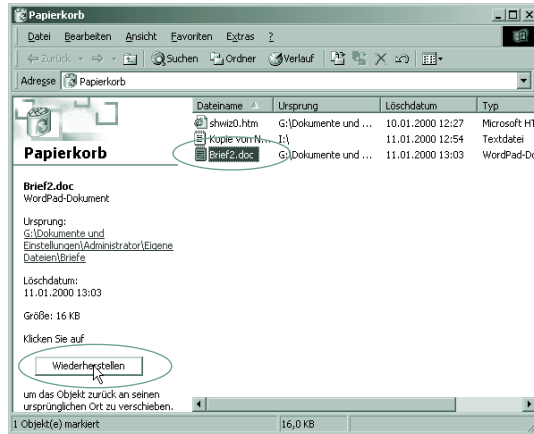 Papierkorb
Datei Bearbeiten Ansicht Favoriten Extras ?
Zurück Suchen Ordner Verlauf
Adresse Papierkorb
Dateiname Ursprung Löschdatum Typ
shwiz0.htm G:\Dokumente und ... 10.01.2000 12:27 Microsoft HT
Kopie von N... I:\ 11.01.2000 12:54 Textdatei
Brief2.doc G:\Dokumente und ... 11.01.2000 13:03 WordPad-Do
Papierkorb
Brief2.doc
WordPad-Dokument
Ursprung:
G:\Dokumente und
Einstellungen\Administrator\Eigene
Dateien\Briefe
Löschdatum:
11.01.2000 13:03
Größe: 16 KB
Klicken Sie auf
Wiederherstellen
um das Objekt zurück an seinen
ursprünglichen Ort zu verschieben.
1 Objekt(e) markiert 16,0 KB